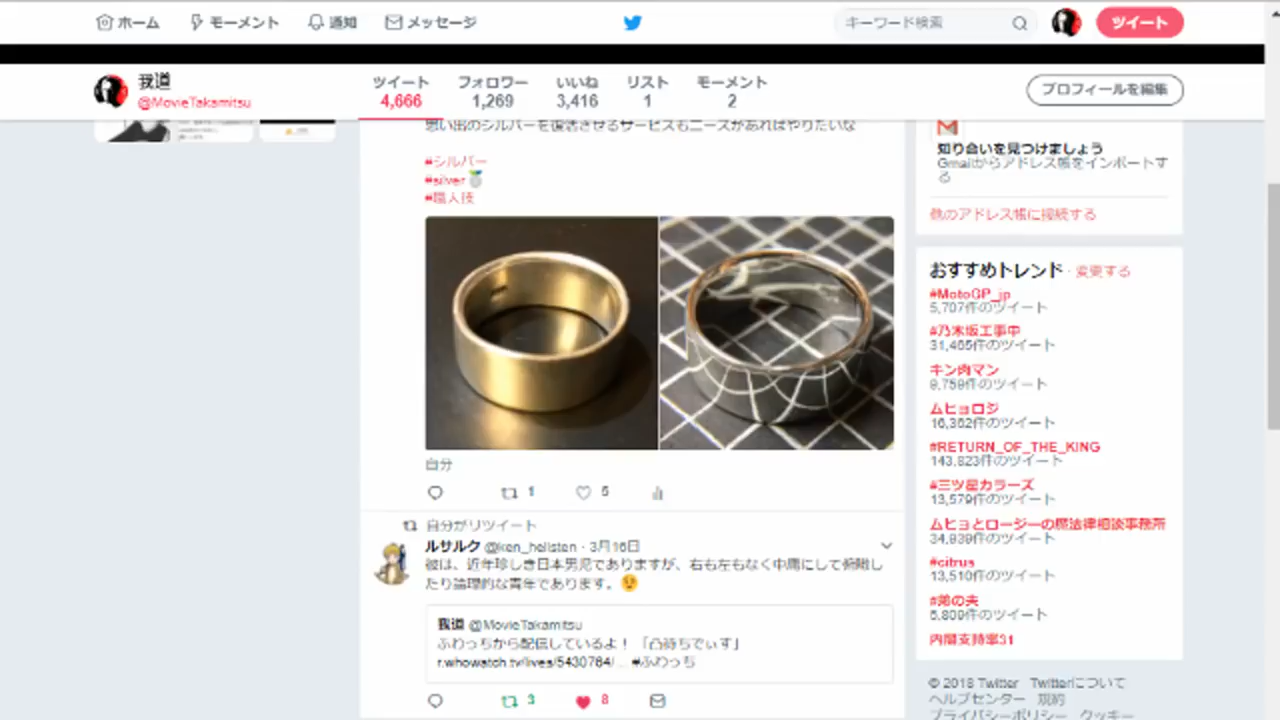 ホーム モーメント 通知 メッセージ キーワード検索 ツイート
我道
@MovieTakamitsu
ツイート フォロワー いいね リスト モーメント
4,666 1,269 3,416 1 2
プロフィールを編集
思い出のシルバーを復活させるサービスもニーズがあればやりたいな
#シルバー
#silver
#職人技
自分
1 5
自分がリツイート
ルサルク @ken_hellsten · 3月16日
彼は、近年珍しき日本男児でありますが、右も左もなく中庸にして俯瞰し
たり論理的な青年であります。
我道 @MovieTakamitsu
ふわっちから配信しているよ！「凸待ちでぃす」
r.whowatch.tv/lives/5430764/... #ふわっち
3 8
知り合いを見つけましょう
Gmailからアドレス帳をインポートす
る
他のアドレス帳に接続する
おすすめトレンド · 変更する
#MotoGP_jp
5,707件のツイート
#乃木坂工事中
31,465件のツイート
キン肉マン
9,759件のツイート
ムヒョロジ
16,362件のツイート
#RETURN_OF_THE_KING
143,823件のツイート
#三ツ星カラーズ
13,579件のツイート
ムヒョとロージーの魔法律相談事務所
34,939件のツイート
#citrus
13,510件のツイート
#弟の夫
5,809件のツイート
内閣支持率31
© 2018 Twitter Twitterについて
ヘルプセンター 規約
プライバシーポリシー クッキー